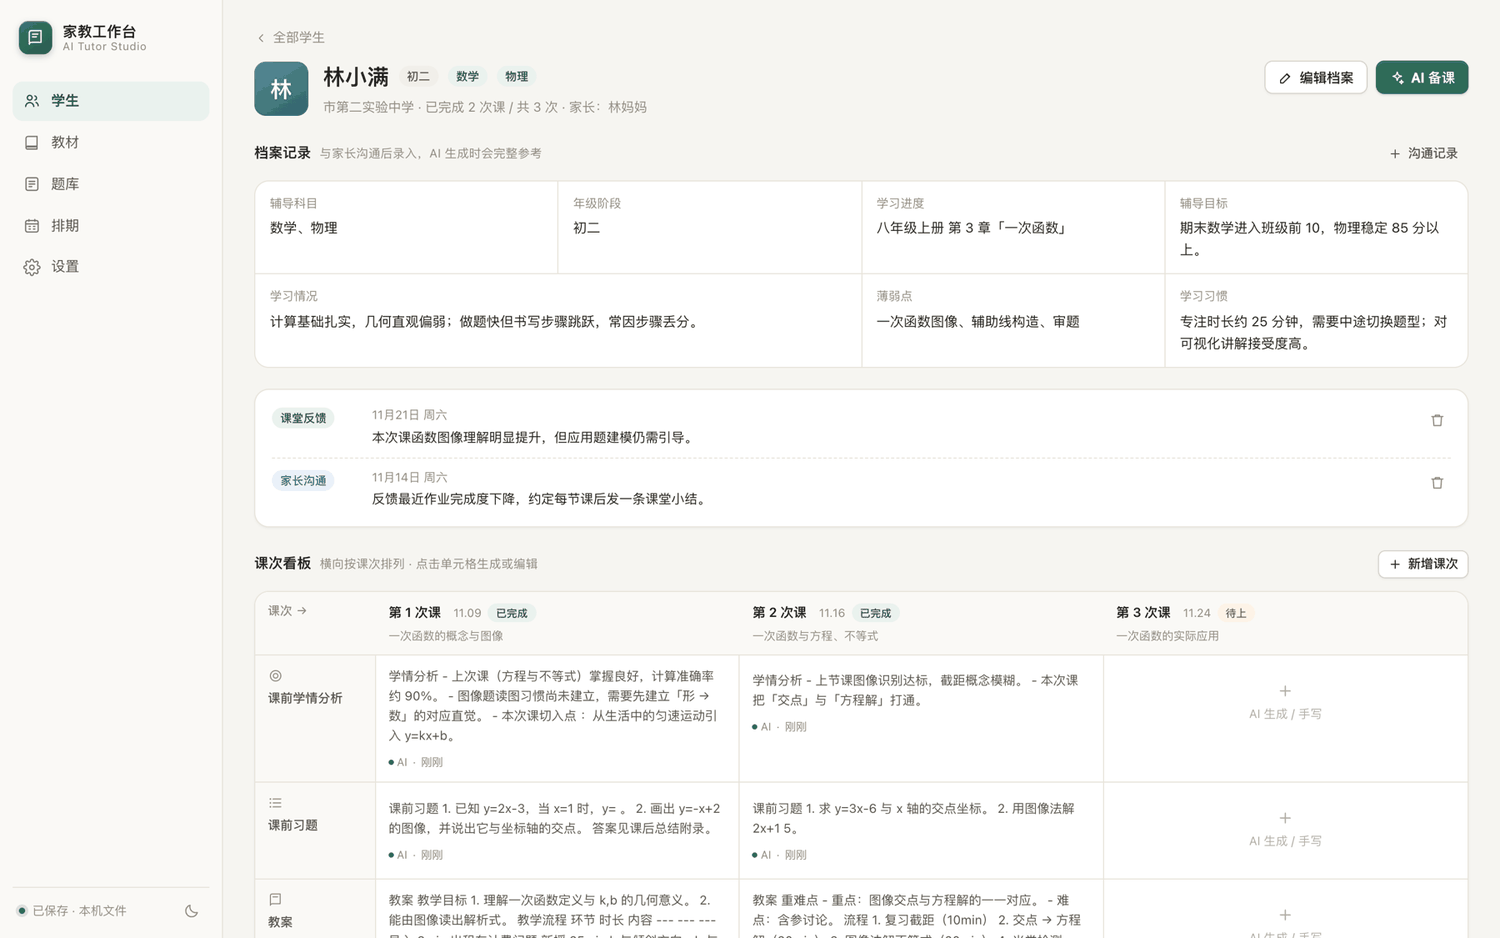 家教工作台
AI Tutor Studio
学生
教材
题库
排期
设置
已保存 · 本机文件
全部学生
林
林小满 初二 数学 物理
市第二实验中学 · 已完成 2 次课 / 共 3 次 · 家长：林妈妈
编辑档案
AI 备课
档案记录 与家长沟通后录入，AI 生成时会完整参考
+ 沟通记录
辅导科目
数学、物理
年级阶段
初二
学习进度
八年级上册 第 3 章「一次函数」
辅导目标
期末数学进入班级前 10，物理稳定 85 分以
上。
学习情况
计算基础扎实，几何直观偏弱；做题快但书写步骤跳跃，常因步骤丢分。
薄弱点
一次函数图像、辅助线构造、审题
学习习惯
专注时长约 25 分钟，需要中途切换题型；对
可视化讲解接受度高。
课堂反馈
11月21日 周六
本次课函数图像理解明显提升，但应用题建模仍需引导。
家长沟通
11月14日 周六
反馈最近作业完成度下降，约定每节课后发一条课堂小结。
课次看板 横向按课次排列 · 点击单元格生成或编辑
+ 新增课次
课次 →
第 1 次课 11.09 已完成
一次函数的概念与图像
第 2 次课 11.16 已完成
一次函数与方程、不等式
第 3 次课 11.24 待上
一次函数的实际应用
课前学情分析
学情分析 - 上次课（方程与不等式）掌握良好，计算准确率
约 90%。 - 图像题读图习惯尚未建立，需要先建立「形 →
数」的对应直觉。 - 本次课切入点： 从生活中的匀速运动引
入 y=kx+b。
AI · 刚刚
学情分析 - 上节课图像识别达标，截距概念模糊。 - 本次课
把「交点」与「方程解」打通。
AI · 刚刚
+
AI 生成 / 手写
课前习题
课前习题 1. 已知 y=2x-3，当 x=1 时，y= 。 2. 画出 y=-x+2
的图像，并说出它与坐标轴的交点。 答案见课后总结附录。
AI · 刚刚
课前习题 1. 求 y=3x-6 与 x 轴的交点坐标。 2. 用图像法解
2x+1 5。
AI · 刚刚
+
AI 生成 / 手写
教案
教案 教学目标 1. 理解一次函数定义与 k,b 的几何意义。 2.
能由图像读出解析式。 教学流程 环节 时长 内容 --- --- ---
教案 重难点 - 重点：图像交点与方程解的一一对应。 - 难
点：含参讨论。 流程 1. 复习截距（10min） 2. 交点 → 方程
+